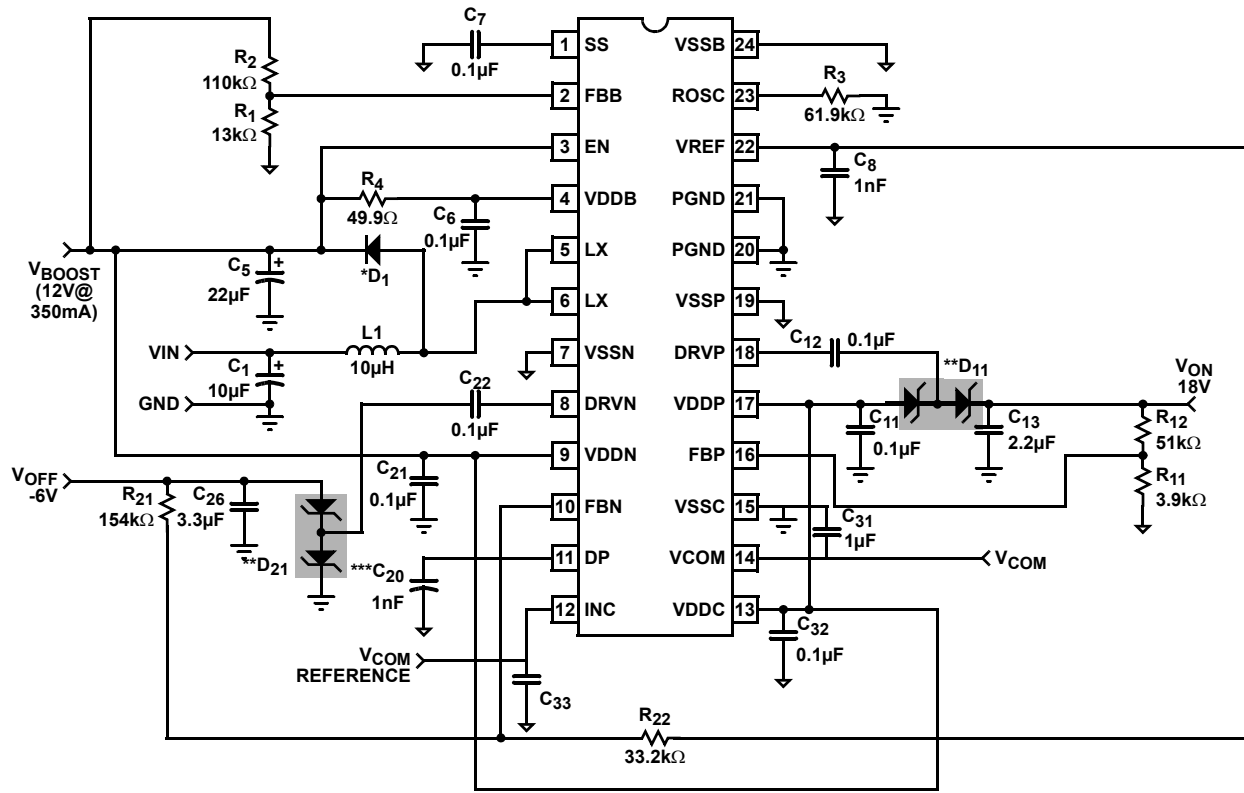 C7
0.1µF
R2
110kΩ
R1
13kΩ
R4
49.9Ω
C6
0.1µF
VBOOST
(12V@
350mA)
C5
+
22µF
*D1
VIN
L1
10µH
C1
+
10µF
GND
C22
0.1µF
VOFF
-6V
R21
154kΩ
C26
3.3µF
**D21
C21
0.1µF
***C20
1nF
VCOM
REFERENCE
C33
1 SS
2 FBB
3 EN
4 VDDB
5 LX
6 LX
7 VSSN
8 DRVN
9 VDDN
10 FBN
11 DP
12 INC
VSSB 24
ROSC 23
VREF 22
PGND 21
PGND 20
VSSP 19
DRVP 18
VDDP 17
FBP 16
VSSC 15
VCOM 14
VDDC 13
R3
61.9kΩ
C8
1nF
C12 0.1µF
**D11
VON
18V
C11
0.1µF
C13
2.2µF
R12
51kΩ
R11
3.9kΩ
C31
1µF
VCOM
C32
0.1µF
R22
33.2kΩ